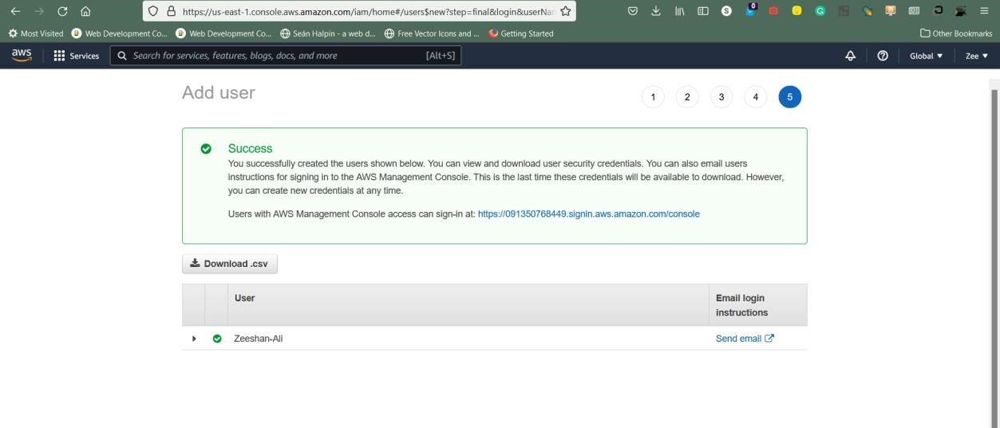 https://us-east-1.console.aws.amazon.com/iam/home#/users$new?step=final&login&userNam
0
Most Visited Web Development Co... Web Development Co... Seán Halpin - a web d... Free Vector Icons and ... Getting Started Other Bookmarks
aws Services Search for services, features, blogs, docs, and more [Alt+S] Global Zee
Add user 1 2 3 4 5
Success
You successfully created the users shown below. You can view and download user security credentials. You can also email users
instructions for signing in to the AWS Management Console. This is the last time these credentials will be available to download. However,
you can create new credentials at any time.
Users with AWS Management Console access can sign-in at: https://091350768449.signin.aws.amazon.com/console
Download .csv
User Email login
instructions
Zeeshan-Ali Send email